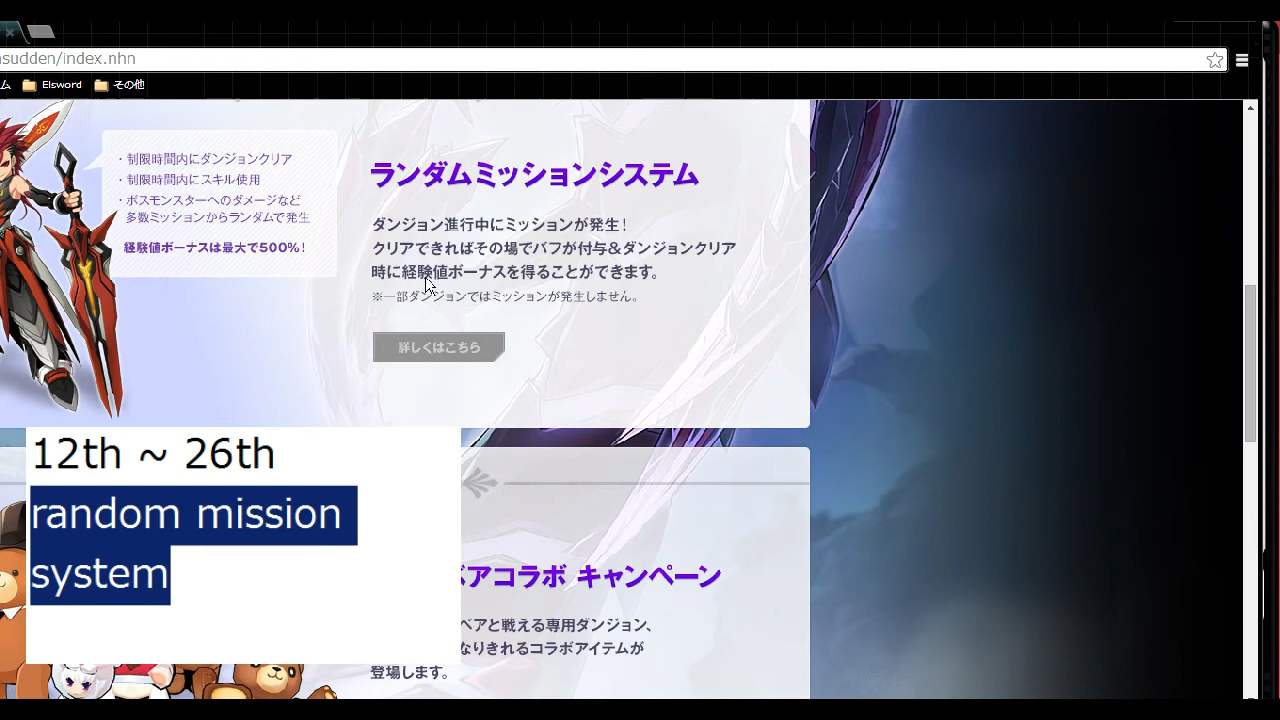 asudden/index.nhn
ム Elsword その他
・制限時間内にダンジョンクリア
・制限時間内にスキル使用
・ボスモンスターへのダメージなど
多数ミッションからランダムで発生
経験値ボーナスは最大で500%!
ランダムミッションシステム
ダンジョン進行中にミッションが発生!
クリアできればその場でバフが付与&ダンジョンクリア
時に経験値ボーナスを得ることができます。
※一部ダンジョンではミッションが発生しません。
詳しくはこちら
12th ~ 26th
random mission
system
ベアコラボ キャンペーン
ベアと戦える専用ダンジョン、
なりきれるコラボアイテムが
登場します。